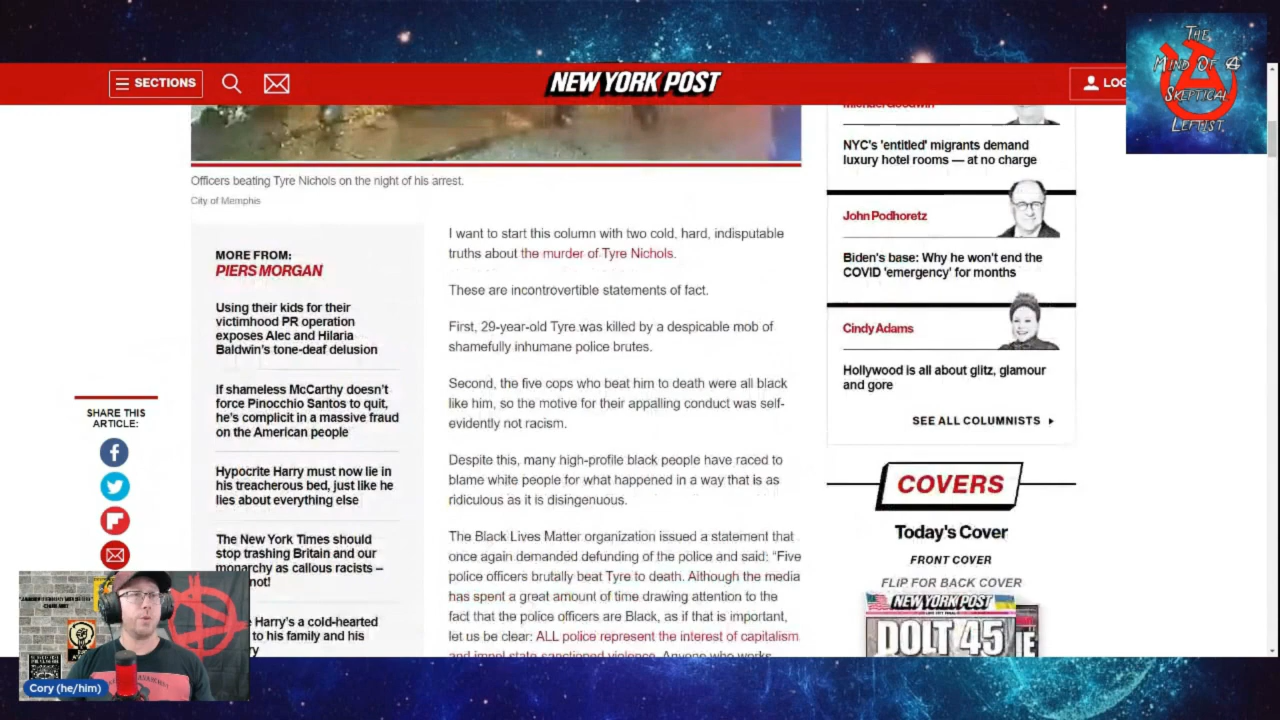 The
Mind Of A
Skeptical
Leftist
SECTIONS
NEW YORK POST
LOG
Michael Goodwin
NYC's 'entitled' migrants demand
luxury hotel rooms — at no charge
John Podhoretz
Biden's base: Why he won't end the
COVID 'emergency' for months
Cindy Adams
Hollywood is all about glitz, glamour
and gore
SEE ALL COLUMNISTS
COVERS
Today's Cover
FRONT COVER
FLIP FOR BACK COVER
NEW YORK POST
DOLT 45
Officers beating Tyre Nichols on the night of his arrest.
City of Memphis
MORE FROM:
PIERS MORGAN
Using their kids for their
victimhood PR operation
exposes Alec and Hilaria
Baldwin's tone-deaf delusion
If shameless McCarthy doesn't
force Pinocchio Santos to quit,
he's complicit in a massive fraud
on the American people
Hypocrite Harry must now lie in
his treacherous bed, just like he
lies about everything else
The New York Times should
stop trashing Britain and our
monarchy as callous racists –
not!
Harry's a cold-hearted
to his family and his
SHARE THIS
ARTICLE:
I want to start this column with two cold, hard, indisputable
truths about the murder of Tyre Nichols.
These are incontrovertible statements of fact.
First, 29-year-old Tyre was killed by a despicable mob of
shamefully inhumane police brutes.
Second, the five cops who beat him to death were all black
like him, so the motive for their appalling conduct was self-
evidently not racism.
Despite this, many high-profile black people have raced to
blame white people for what happened in a way that is as
ridiculous as it is disingenuous.
The Black Lives Matter organization issued a statement that
once again demanded defunding of the police and said: “Five
police officers brutally beat Tyre to death. Although the media
has spent a great amount of time drawing attention to the
fact that the police officers are Black, as if that is important,
let us be clear: ALL police represent the interest of capitalism
and impel state-sanctioned violence. Anyone who works
Cory (he/him)